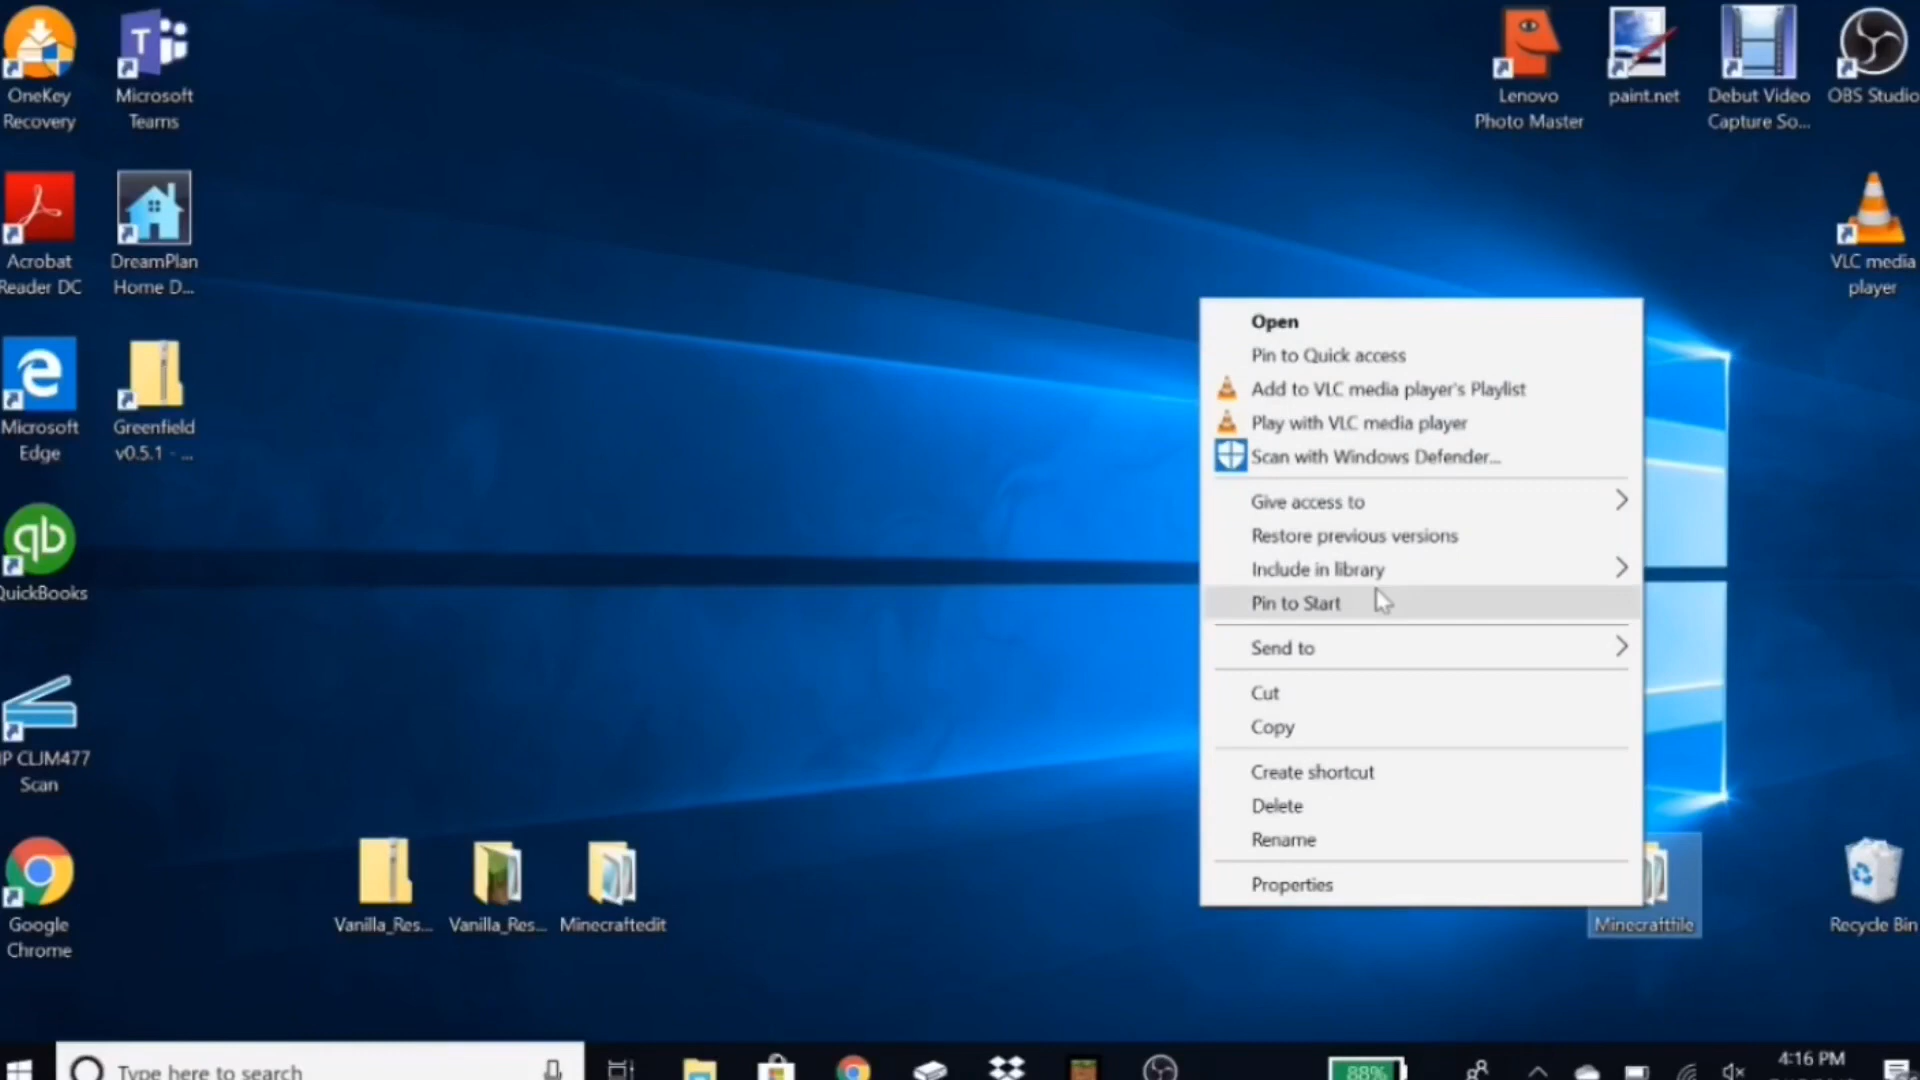 OneKey
Recovery
Microsoft
Teams
Lenovo
Photo Master
paint.net
Debut Video
Capture So...
OBS Studio
Acrobat
Reader DC
DreamPlan
Home D...
VLC media
player
Microsoft
Edge
Greenfield
v0.5.1 - ...
Open
Pin to Quick access
Add to VLC media player's Playlist
Play with VLC media player
Scan with Windows Defender...
Give access to
Restore previous versions
Include in library
Pin to Start
Send to
Cut
Copy
Create shortcut
Delete
Rename
Properties
qb
QuickBooks
IP CLJM477
Scan
Google
Chrome
Vanilla_Res...
Vanilla_Res...
Minecraftedit
Minecraftfile
Recycle Bin
Type here to search
88%
4:16 PM